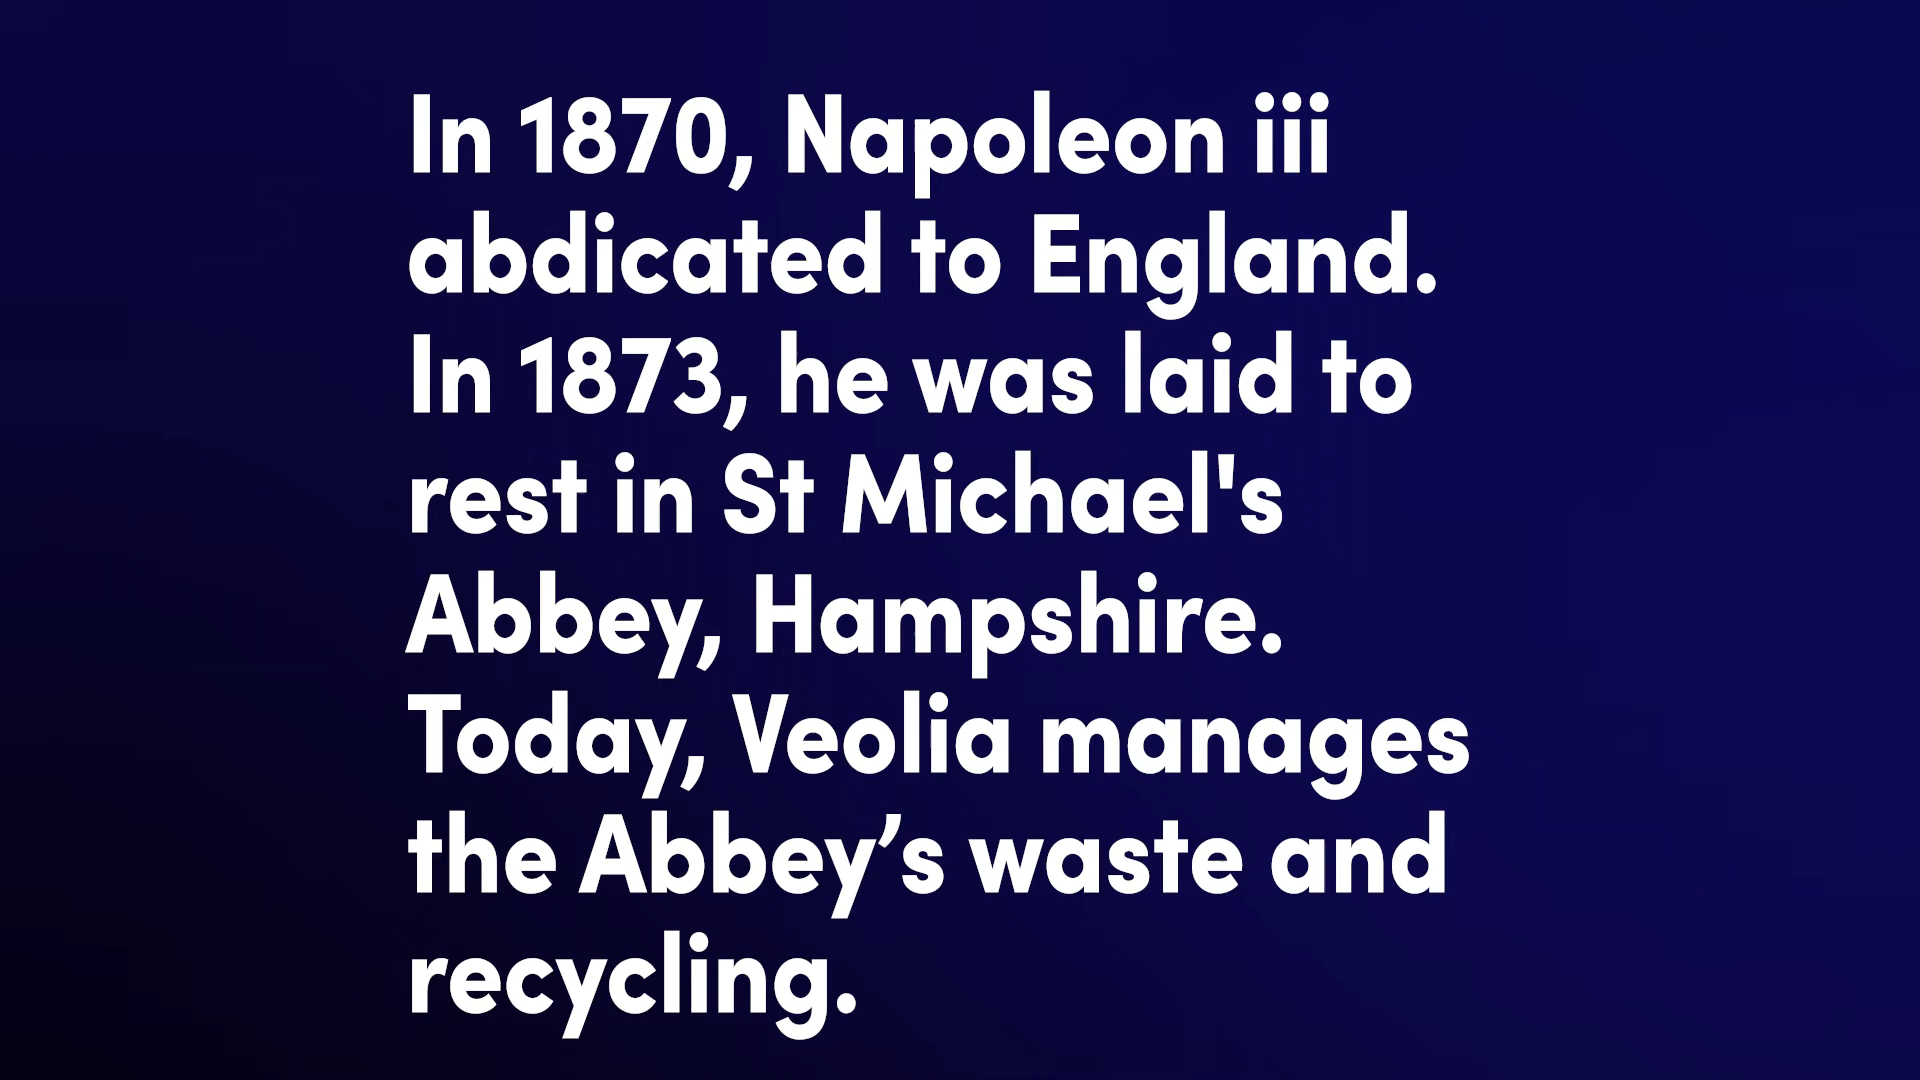 In 1870, Napoleon iii
abdicated to England.
In 1873, he was laid to
rest in St Michael's
Abbey, Hampshire.
Today, Veolia manages
the Abbey’s waste and
recycling.